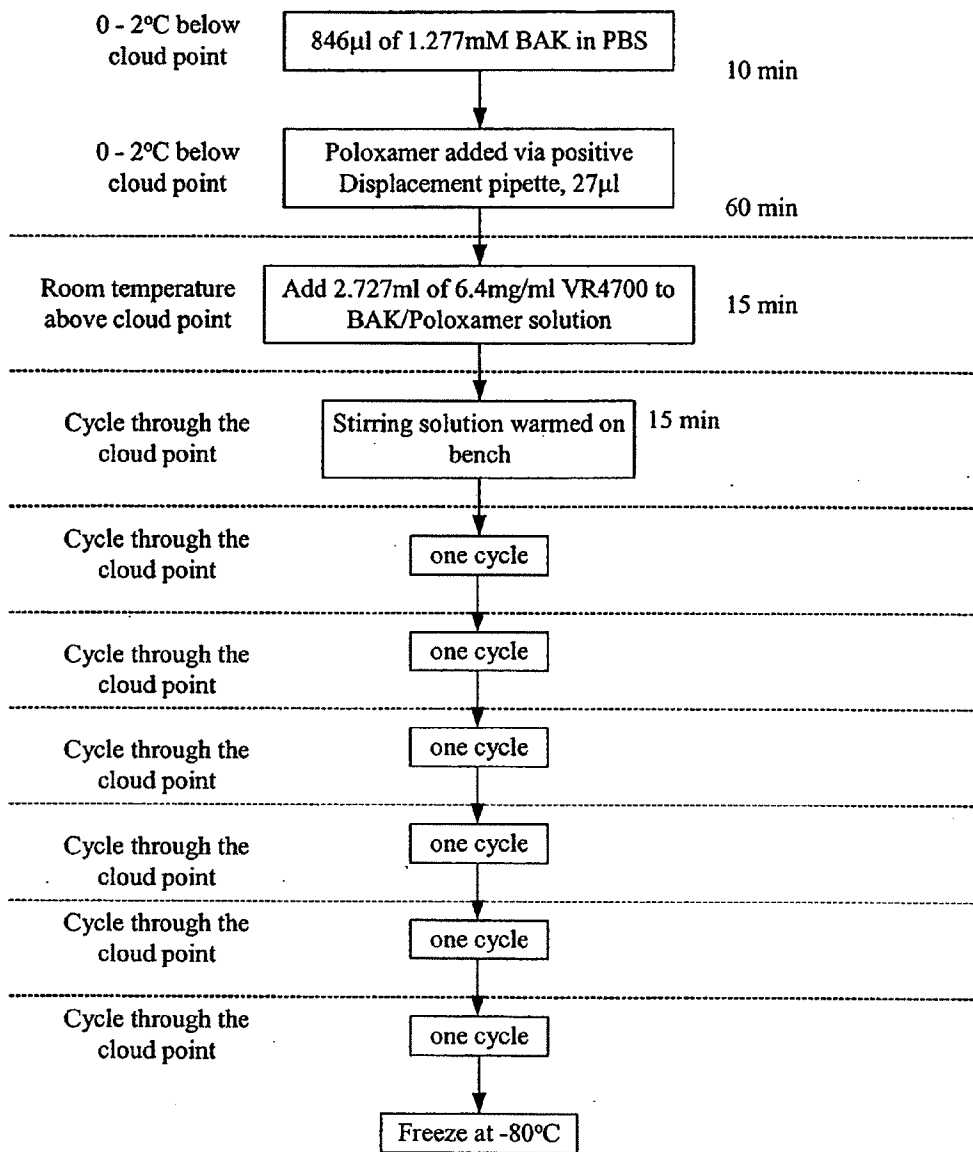 0 - 2ºC below
cloud point
846µl of 1.277mM BAK in PBS
10 min
0 - 2ºC below
cloud point
Poloxamer added via positive
Displacement pipette, 27µl
60 min
Room temperature
above cloud point
Add 2.727ml of 6.4mg/ml VR4700 to
BAK/Poloxamer solution
15 min
Cycle through the
cloud point
Stirring solution warmed on
bench
15 min
Cycle through the
cloud point
one cycle
Cycle through the
cloud point
one cycle
Cycle through the
cloud point
one cycle
Cycle through the
cloud point
one cycle
Cycle through the
cloud point
one cycle
Cycle through the
cloud point
one cycle
Freeze at -80ºC